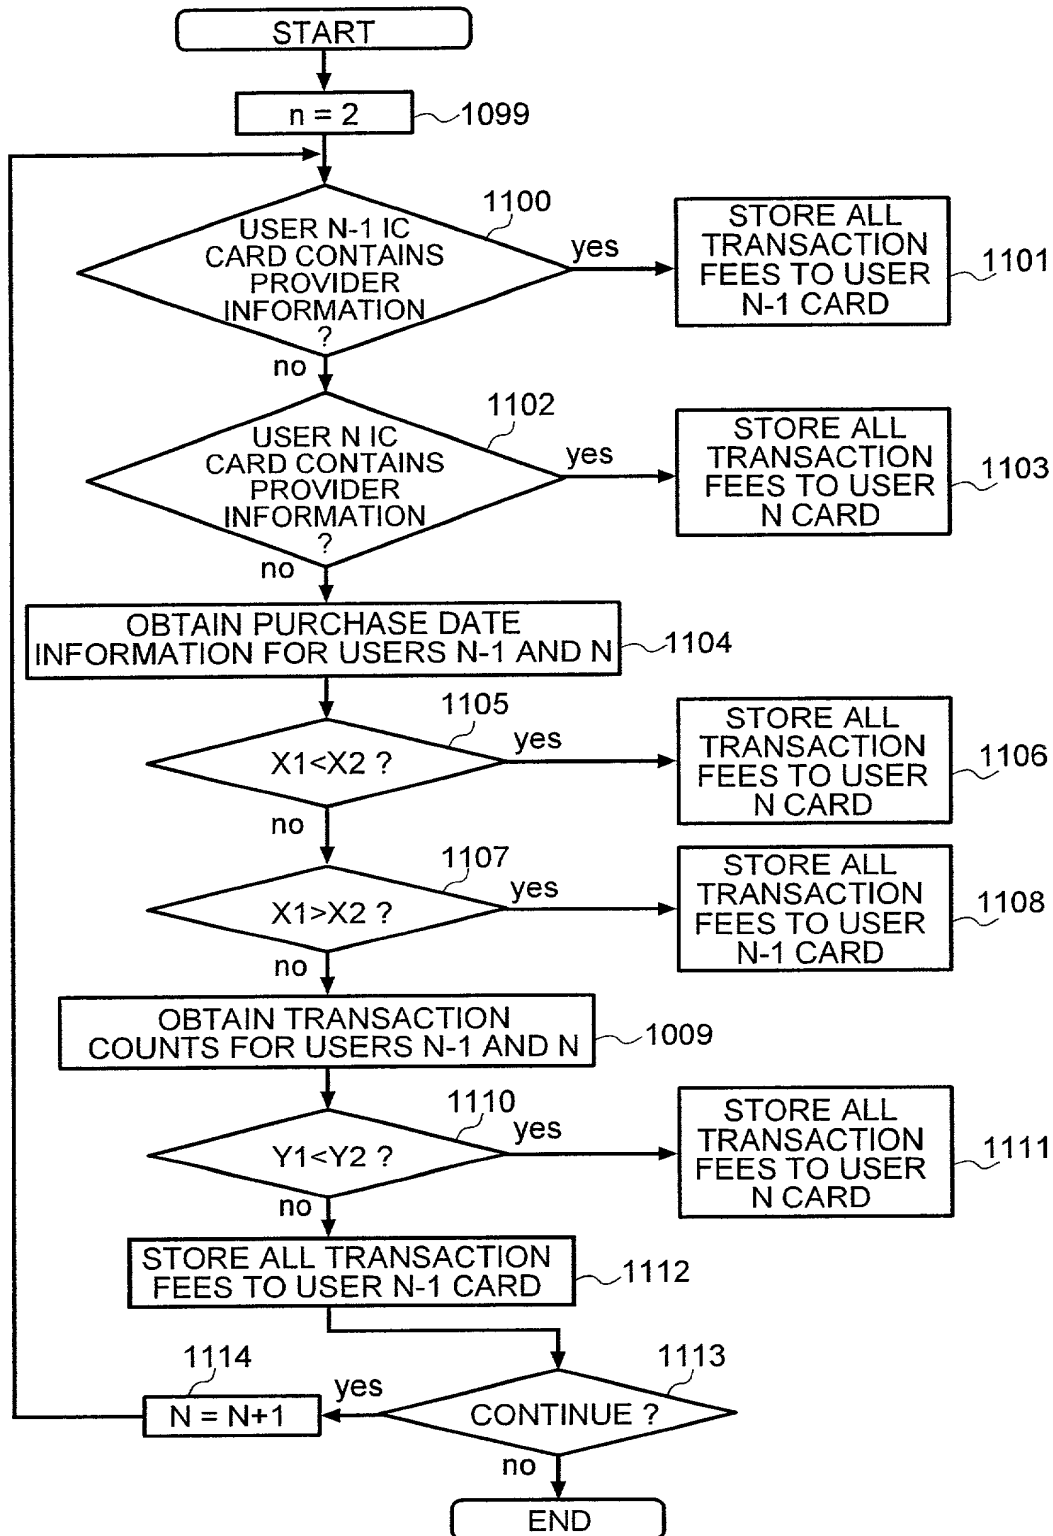 START
n = 2
1099
USER N-1 IC
CARD CONTAINS
PROVIDER
INFORMATION
?
1100
yes
STORE ALL
TRANSACTION
FEES TO USER
N-1 CARD
1101
no
USER N IC
CARD CONTAINS
PROVIDER
INFORMATION
?
1102
yes
STORE ALL
TRANSACTION
FEES TO USER
N CARD
1103
no
OBTAIN PURCHASE DATE
INFORMATION FOR USERS N-1 AND N
1104
X1<X2 ?
1105
yes
STORE ALL
TRANSACTION
FEES TO USER
N CARD
1106
no
X1>X2 ?
1107
yes
STORE ALL
TRANSACTION
FEES TO USER
N-1 CARD
1108
no
OBTAIN TRANSACTION
COUNTS FOR USERS N-1 AND N
1009
Y1<Y2 ?
1110
yes
STORE ALL
TRANSACTION
FEES TO USER
N CARD
1111
no
STORE ALL TRANSACTION
FEES TO USER N-1 CARD
1112
CONTINUE ?
1113
yes
N = N+1
1114
no
END